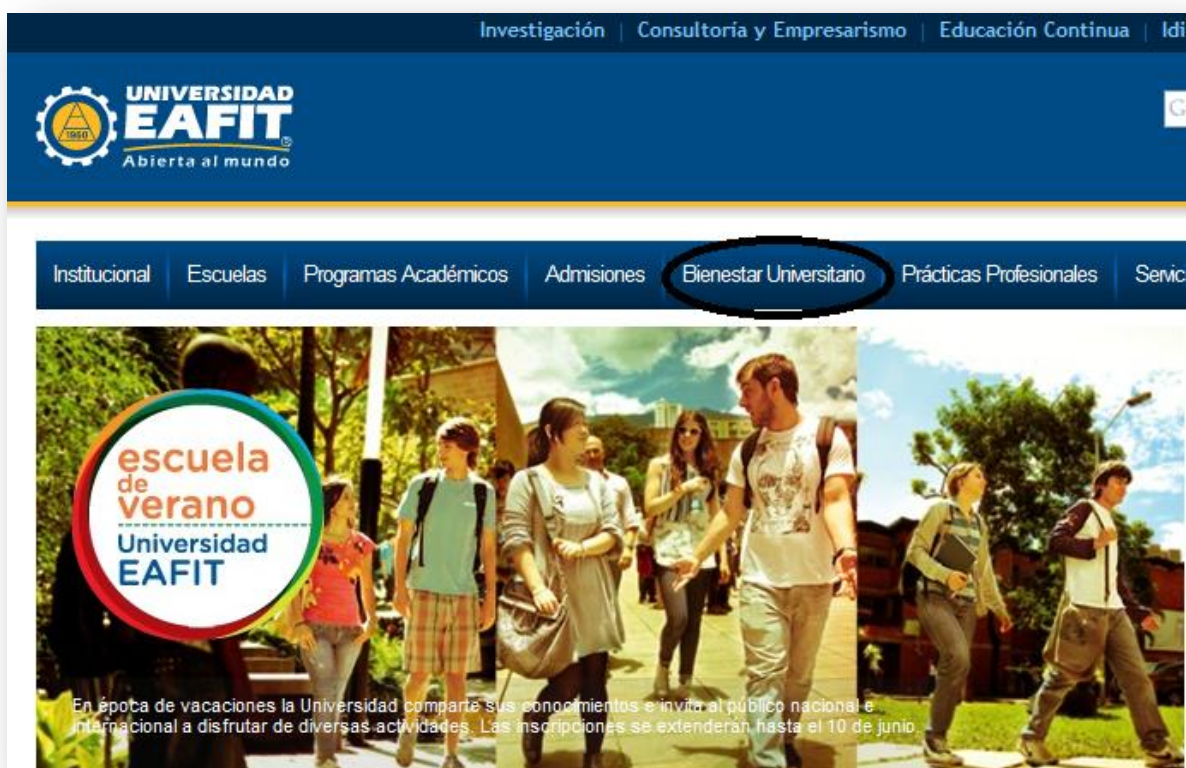 Investigación | Consultoría y Empresarismo | Educación Continua | Idi
UNIVERSIDAD
EAFIT
®
1960
Abierta al mundo
G
Institucional Escuelas Programas Académicos Admisiones Bienestar Universitario Prácticas Profesionales Servic
escuela
de
verano
Universidad
EAFIT
En época de vacaciones la Universidad comparte sus conocimientos e invita al público nacional e
internacional a disfrutar de diversas actividades. Las inscripciones se extenderán hasta el 10 de junio.